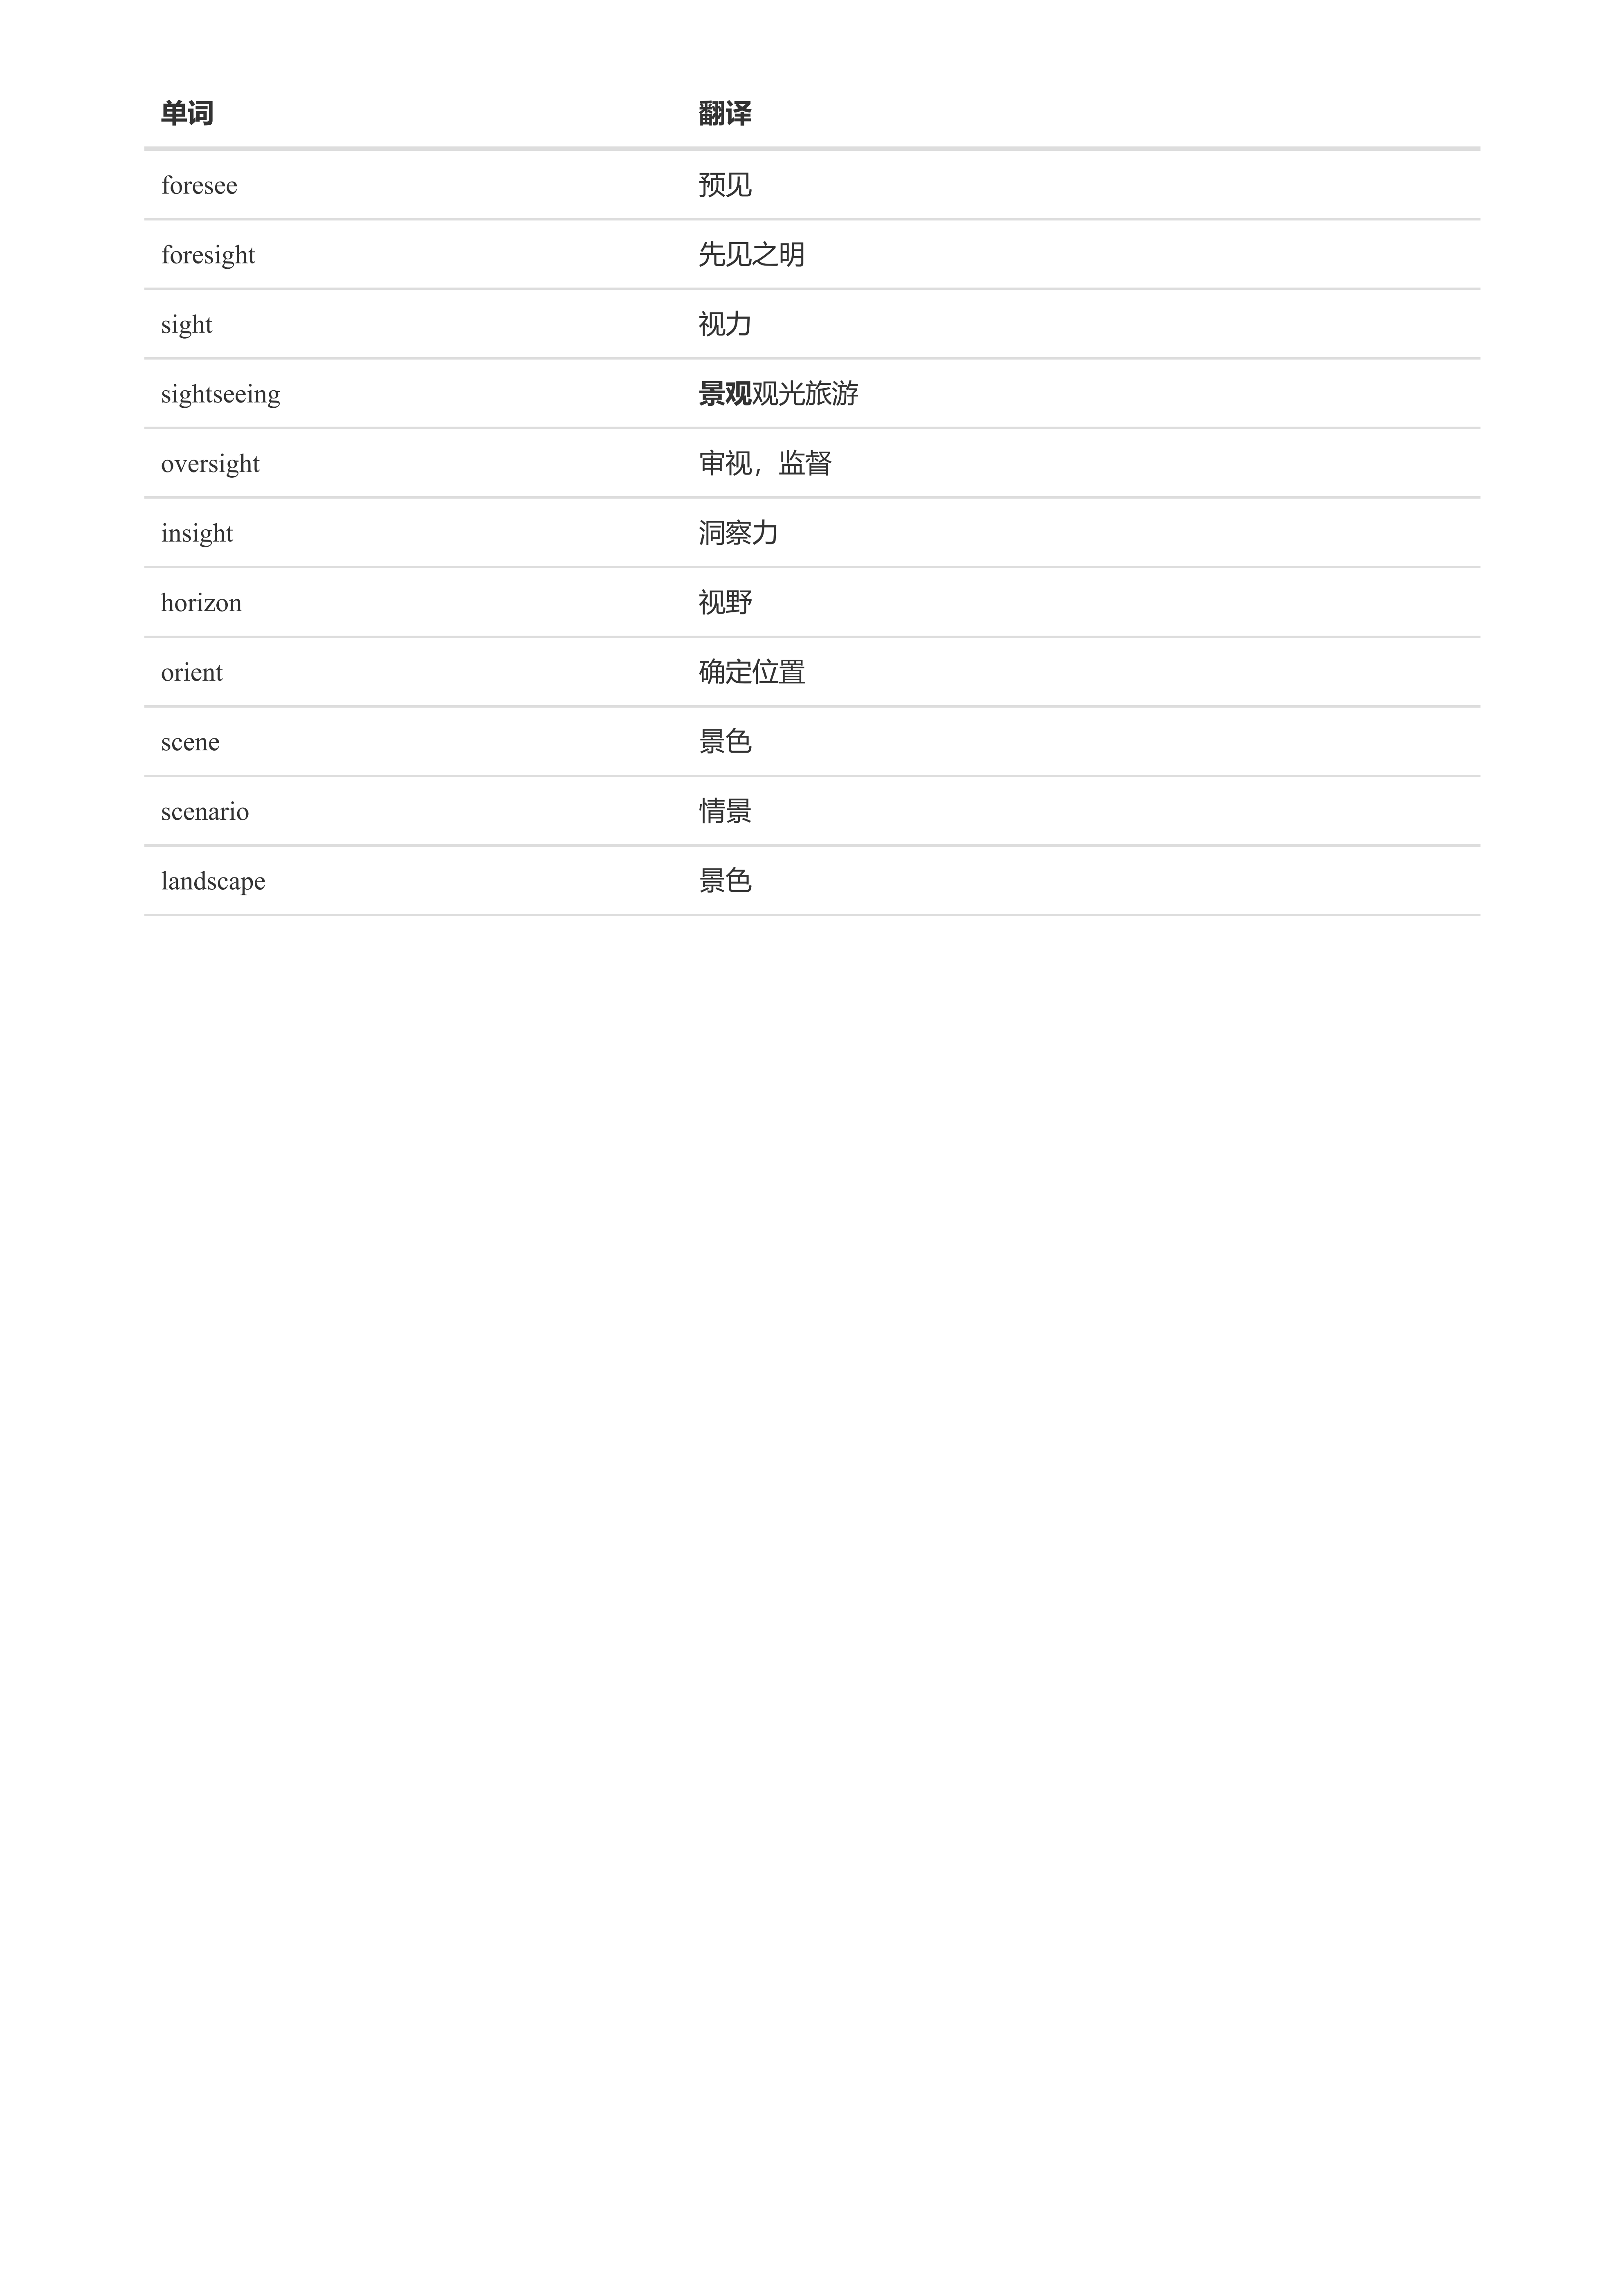 单词 翻译
foresee 预见
foresight 先见之明
sight 视力
sightseeing 景观观光旅游
oversight 审视，监督
insight 洞察力
horizon 视野
orient 确定位置
scene 景色
scenario 情景
landscape 景色